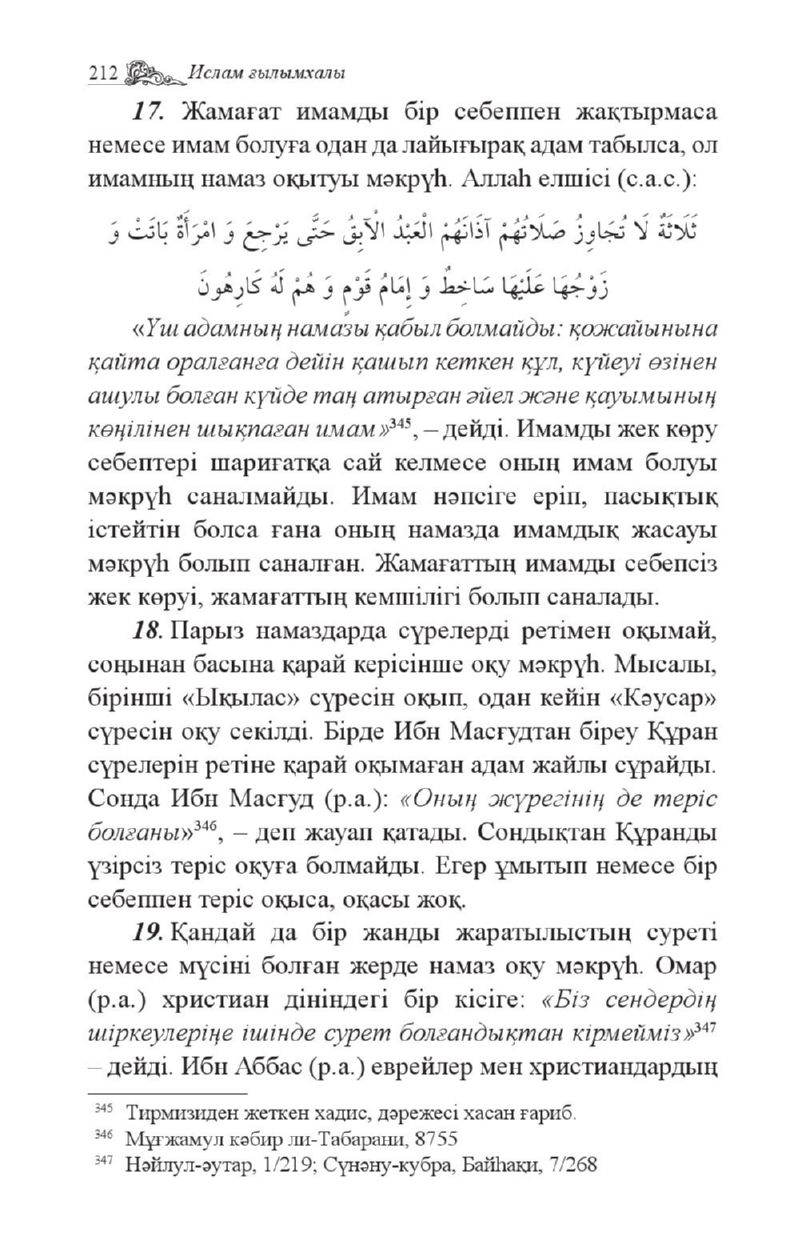 212 Ислам ғылымхалы
17. Жамағат имамды бір себеппен жақтырмаса
немесе имам болуға одан да лайығырақ адам табылса, ол
имамның намаз оқытуы мәкрүһ. Аллаһ елшісі (с.а.с.):
ثَلَاثَةٌ لَا تُجَاوِزُ صَلَاتُهُمْ آذَانَهُمْ الْعَبْدُ الْآبِقُ حَتَّى يَرْجِعَ وَ امْرَأَةٌ بَاتَتْ وَ
زَوْجُهَا عَلَيْهَا سَاخِطٌ وَ إِمَامُ قَوْمٍ وَ هُمْ لَهُ كَارِهُونَ
«Үш адамның намазы қабыл болмайды: қожайынына
қайта оралғанға дейін қашып кеткен құл, күйеуі өзінен
ашулы болған күйде таң атырған әйел және қауымының
көңілінен шықпаған имам»³⁴⁵, – дейді. Имамды жек көру
себептері шариғатқа сай келмесе оның имам болуы
мәкрүһ саналмайды. Имам нәпсіге еріп, пасықтық
істейтін болса ғана оның намазда имамдық жасауы
мәкрүһ болып саналған. Жамағаттың имамды себепсіз
жек көруі, жамағаттың кемшілігі болып саналады.
18. Парыз намаздарда сүрелерді ретімен оқымай,
соңынан басына қарай керісінше оқу мәкрүһ. Мысалы,
бірінші «Ықылас» сүресін оқып, одан кейін «Кәусар»
сүресін оқу секілді. Бірде Ибн Масғудтан біреу Құран
сүрелерін ретіне қарай оқымаған адам жайлы сұрайды.
Сонда Ибн Масғуд (р.а.): «Оның жүрегінің де теріс
болғаны»³⁴⁶, – деп жауап қатады. Сондықтан Құранды
үзірсіз теріс оқуға болмайды. Егер ұмытып немесе бір
себеппен теріс оқыса, оқасы жоқ.
19. Қандай да бір жанды жаратылыстың суреті
немесе мүсіні болған жерде намаз оқу мәкрүһ. Омар
(р.а.) христиан дініндегі бір кісіге: «Біз сендердің
шіркеулеріңе ішінде сурет болғандықтан кірмейміз»³⁴⁷
– дейді. Ибн Аббас (р.а.) еврейлер мен христиандардың
³⁴⁵ Тирмизиден жеткен хадис, дәрежесі хасан ғариб.
³⁴⁶ Мұғжамул кәбир ли-Табарани, 8755
³⁴⁷ Нәйлул-әутар, 1/219; Сүнәну-кубра, Байһақи, 7/268